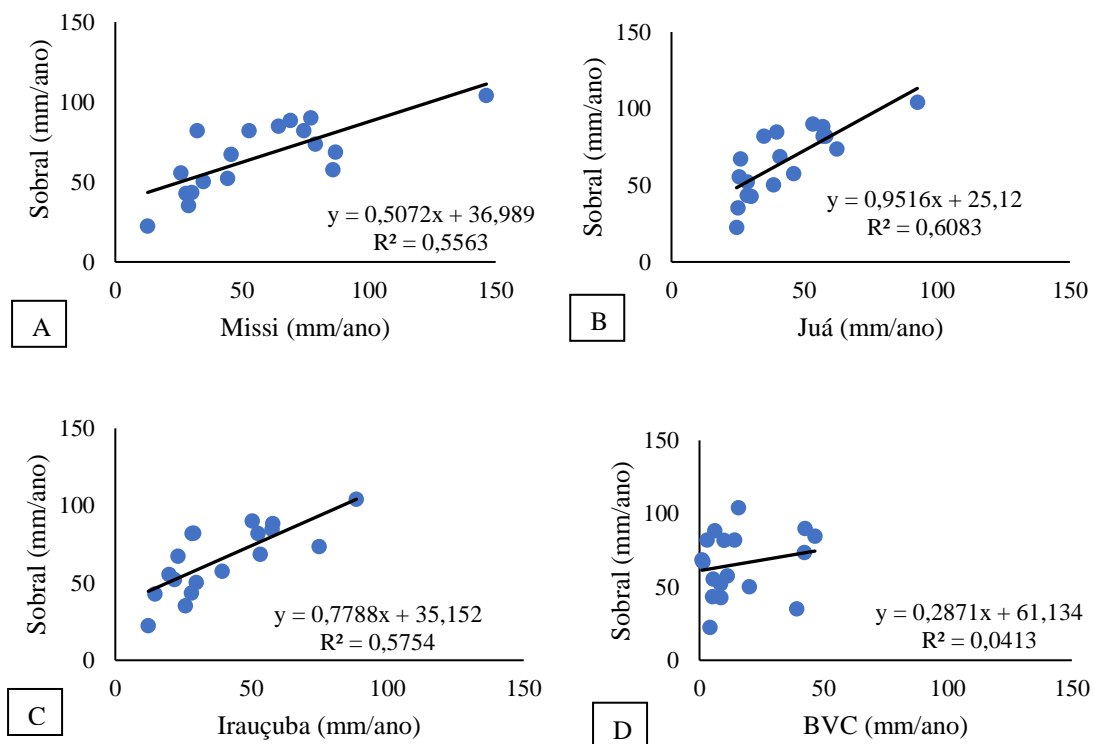 150
100
50
0
Sobral (mm/ano)
y = 0,5072x + 36,989
R² = 0,5563
0
50
100
150
Missi (mm/ano)
A
150
100
50
0
Sobral (mm/ano)
y = 0,9516x + 25,12
R² = 0,6083
0
50
100
150
Juá (mm/ano)
B
150
100
50
0
Sobral (mm/ano)
y = 0,7788x + 35,152
R² = 0,5754
0
50
100
150
Irauçuba (mm/ano)
C
150
100
50
0
Sobral (mm/ano)
y = 0,2871x + 61,134
R² = 0,0413
0
50
100
150
BVC (mm/ano)
D